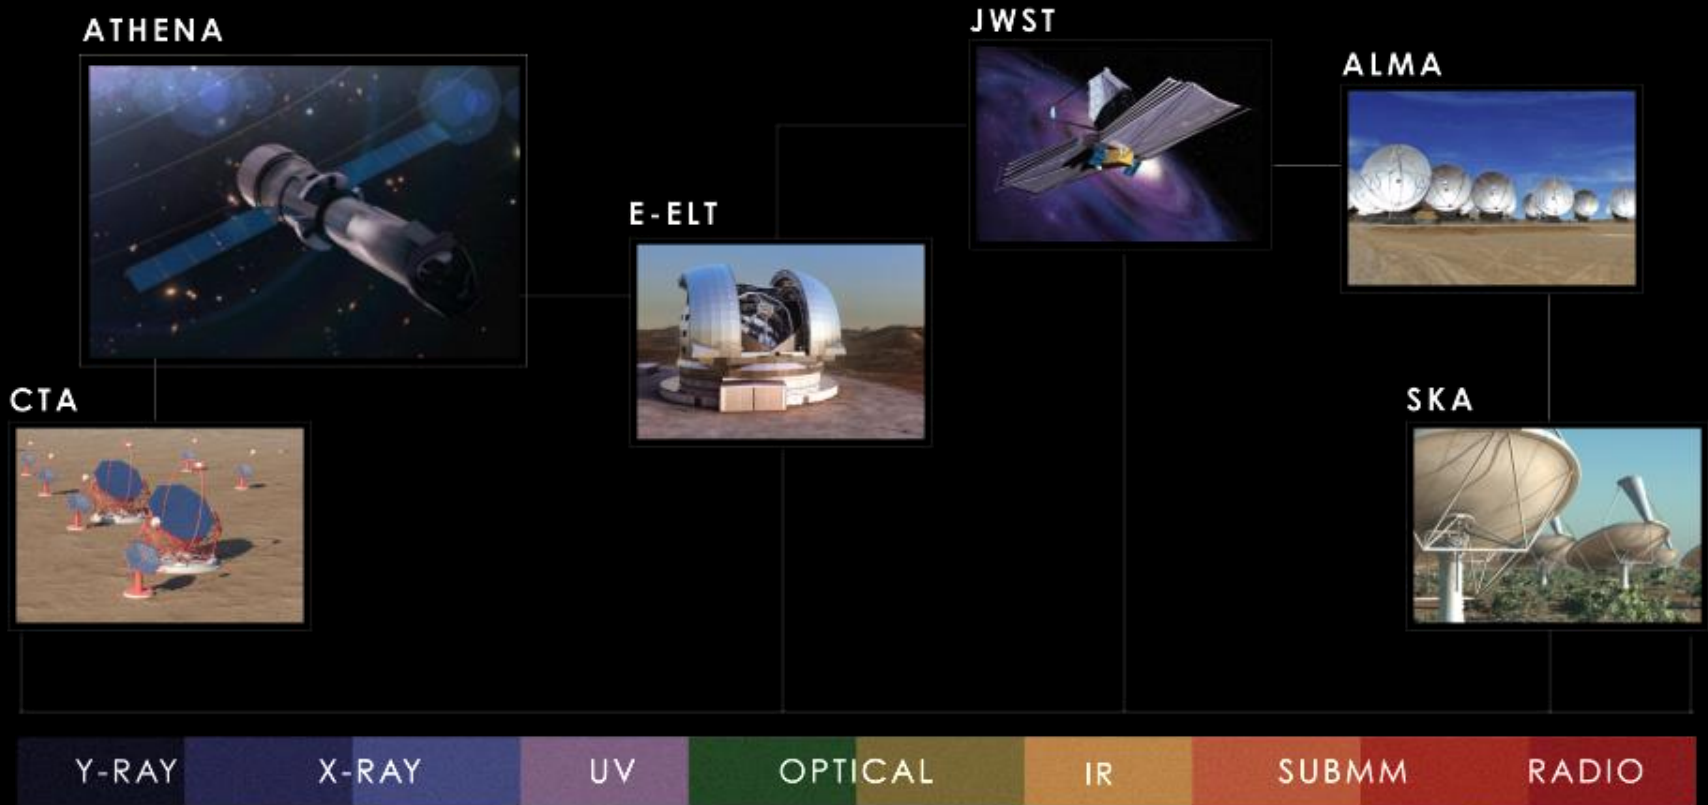 ATHENA
JWST
ALMA
E-ELT
CTA
SKA
Y-RAY X-RAY UV OPTICAL IR SUBMM RADIO